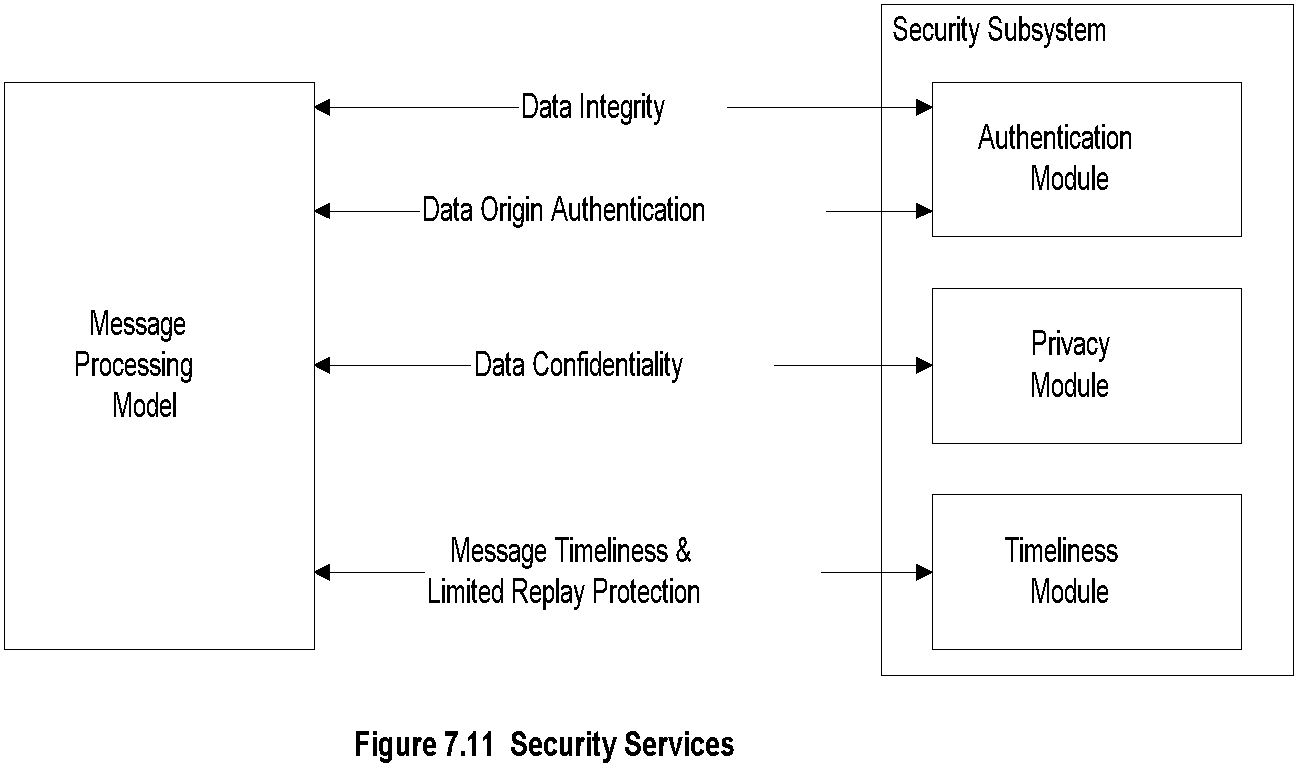 Security Subsystem
Data Integrity
Authentication
Module
Data Origin Authentication
Message
Processing
Model
Data Confidentiality
Privacy
Module
Message Timeliness &
Limited Replay Protection
Timeliness
Module
Figure 7.11 Security Services